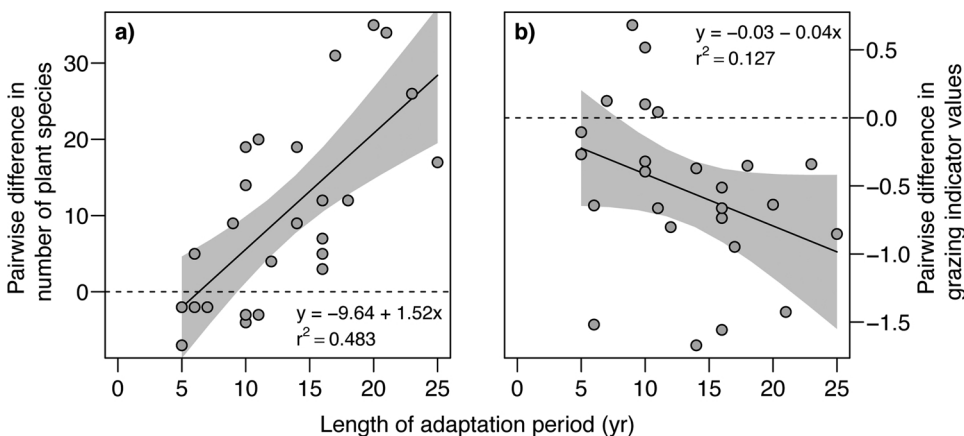 a)
Pairwise difference in
number of plant species
30
20
10
0
y = −9.64 + 1.52x
r² = 0.483
0 5 10 15 20 25
b)
y = −0.03 − 0.04x
r² = 0.127
0.5
0.0
−0.5
−1.0
−1.5
Pairwise difference in
grazing indicator values
0 5 10 15 20 25
Length of adaptation period (yr)